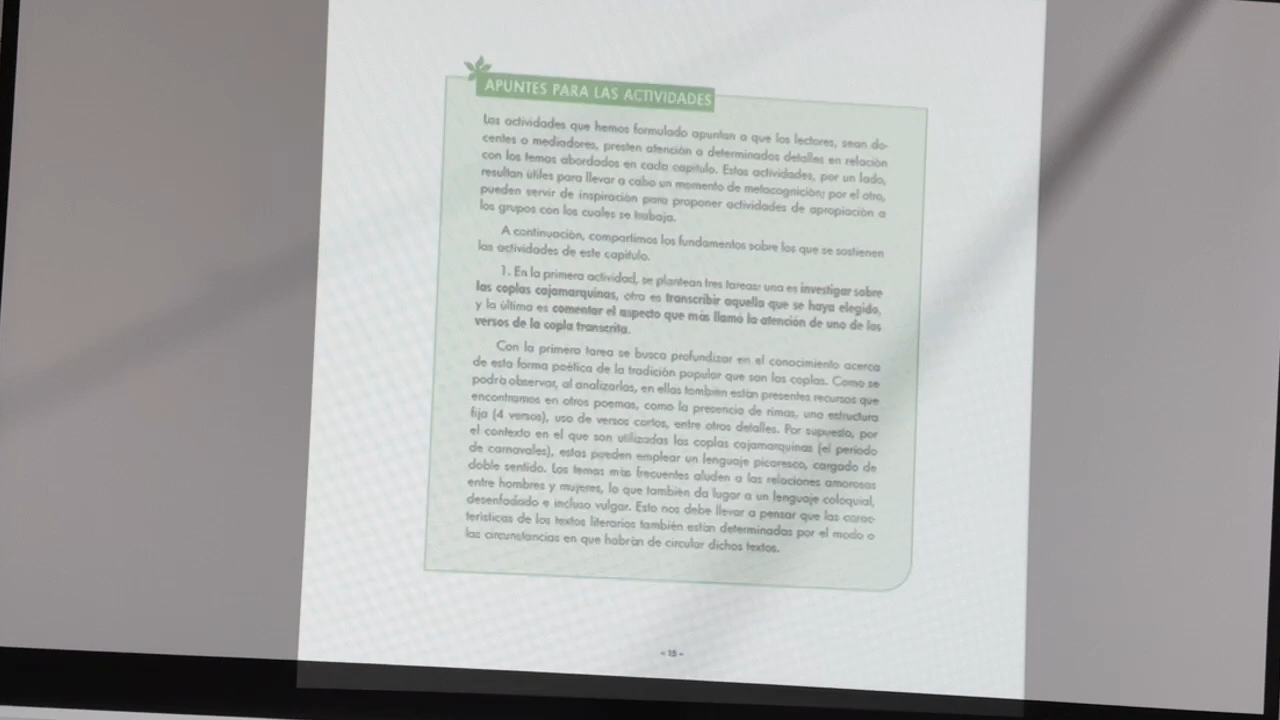 APUNTES PARA LAS ACTIVIDADES
Las actividades que hemos formulado apuntan a que los lectores, sean do-
centes o mediadores, presten atención a determinados detalles en relación
con los temas abordados en cada capítulo. Estas actividades, por un lado,
resultan útiles para llevar a cabo un momento de metacognición; por el otro,
pueden servir de inspiración para proponer actividades de apropiación a
los grupos con los cuales se trabaja.
A continuación, compartimos los fundamentos sobre los que se sostienen
las actividades de este capítulo.
1. En la primera actividad, se plantean tres tareas: una es investigar sobre
las coplas cajamarquinas, otra es transcribir aquella que se haya elegido,
y la última es comentar el aspecto que más llamó la atención de uno de los
versos de la copla transcrita.
Con la primera tarea se busca profundizar en el conocimiento acerca
de esta forma poética de la tradición popular que son las coplas. Como se
podrá observar, al analizarlas, en ellas también están presentes recursos que
encontramos en otros poemas, como la presencia de rimas, una estructura
fija (4 versos), uso de versos cortos, entre otros detalles. Por supuesto, por
el contexto en el que son utilizadas las coplas cajamarquinas (el periodo
de carnavales), estas pueden emplear un lenguaje picaresco, cargado de
doble sentido. Los temas más frecuentes aluden a las relaciones amorosas
entre hombres y mujeres, lo que también da lugar a un lenguaje coloquial,
desenfadado e incluso vulgar. Esto nos debe llevar a pensar que las carac-
terísticas de los textos literarios también están determinadas por el modo o
las circunstancias en que habrán de circular dichos textos.